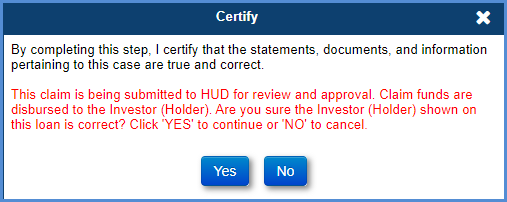 Certify
By completing this step, I certify that the statements, documents, and information
pertaining to this case are true and correct.
This claim is being submitted to HUD for review and approval. Claim funds are
disbursed to the Investor (Holder). Are you sure the Investor (Holder) shown on
this loan is correct? Click 'YES' to continue or 'NO' to cancel.
Yes No